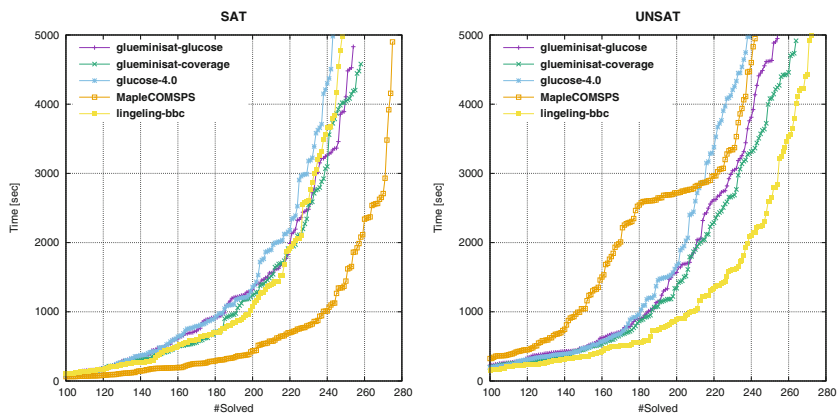 SAT
5000
4000
3000
2000
1000
0
Time [sec]
glueminisat-glucose
glueminisat-coverage
glucose-4.0
MapleCOMSPS
lingeling-bbc
100 120 140 160 180 200 220 240 260 280
#Solved
UNSAT
5000
4000
3000
2000
1000
0
Time [sec]
glueminisat-glucose
glueminisat-coverage
glucose-4.0
MapleCOMSPS
lingeling-bbc
100 120 140 160 180 200 220 240 260 280
#Solved